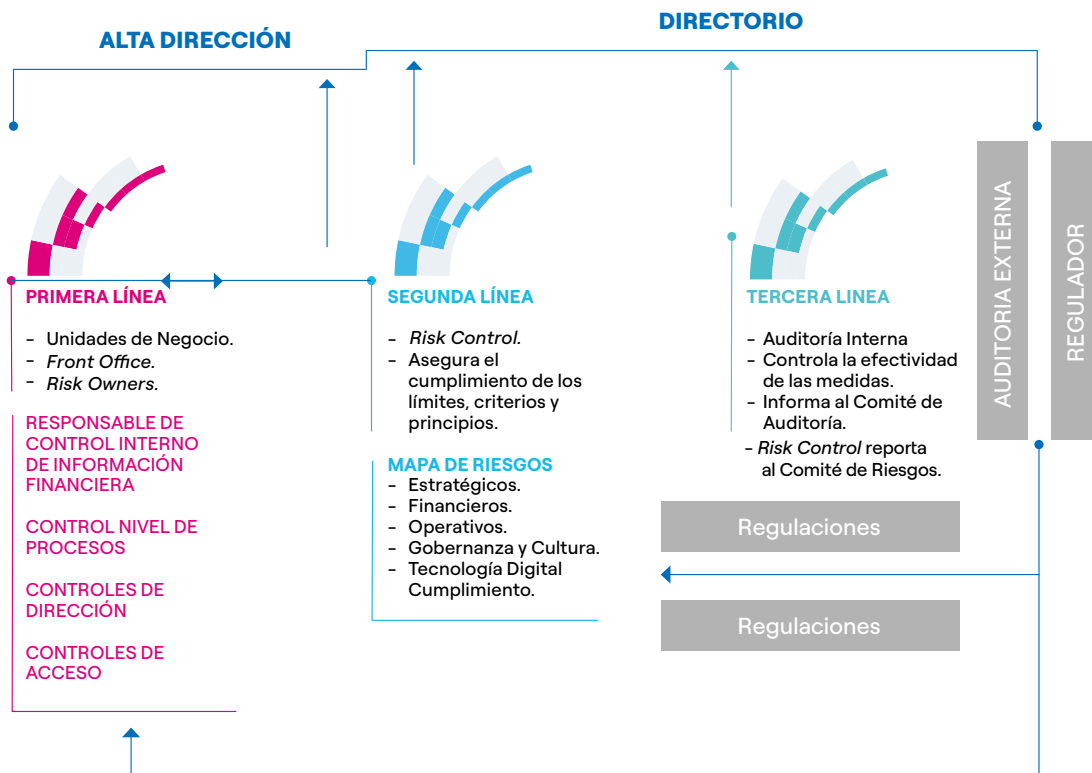 ALTA DIRECCIÓN
DIRECTORIO
PRIMERA LÍNEA
- Unidades de Negocio.
- Front Office.
- Risk Owners.
RESPONSABLE DE
CONTROL INTERNO
DE INFORMACIÓN
FINANCIERA
CONTROL NIVEL DE
PROCESOS
CONTROLES DE
DIRECCIÓN
CONTROLES DE
ACCESO
SEGUNDA LÍNEA
- Risk Control.
- Asegura el
cumplimiento de los
límites, criterios y
principios.
MAPA DE RIESGOS
- Estratégicos.
- Financieros.
- Operativos.
- Gobernanza y Cultura.
- Tecnología Digital
Cumplimiento.
TERCERA LINEA
- Auditoría Interna
- Controla la efectividad
de las medidas.
- Informa al Comité de
Auditoría.
- Risk Control reporta
al Comité de Riesgos.
Regulaciones
Regulaciones
AUDITORIA EXTERNA
REGULADOR